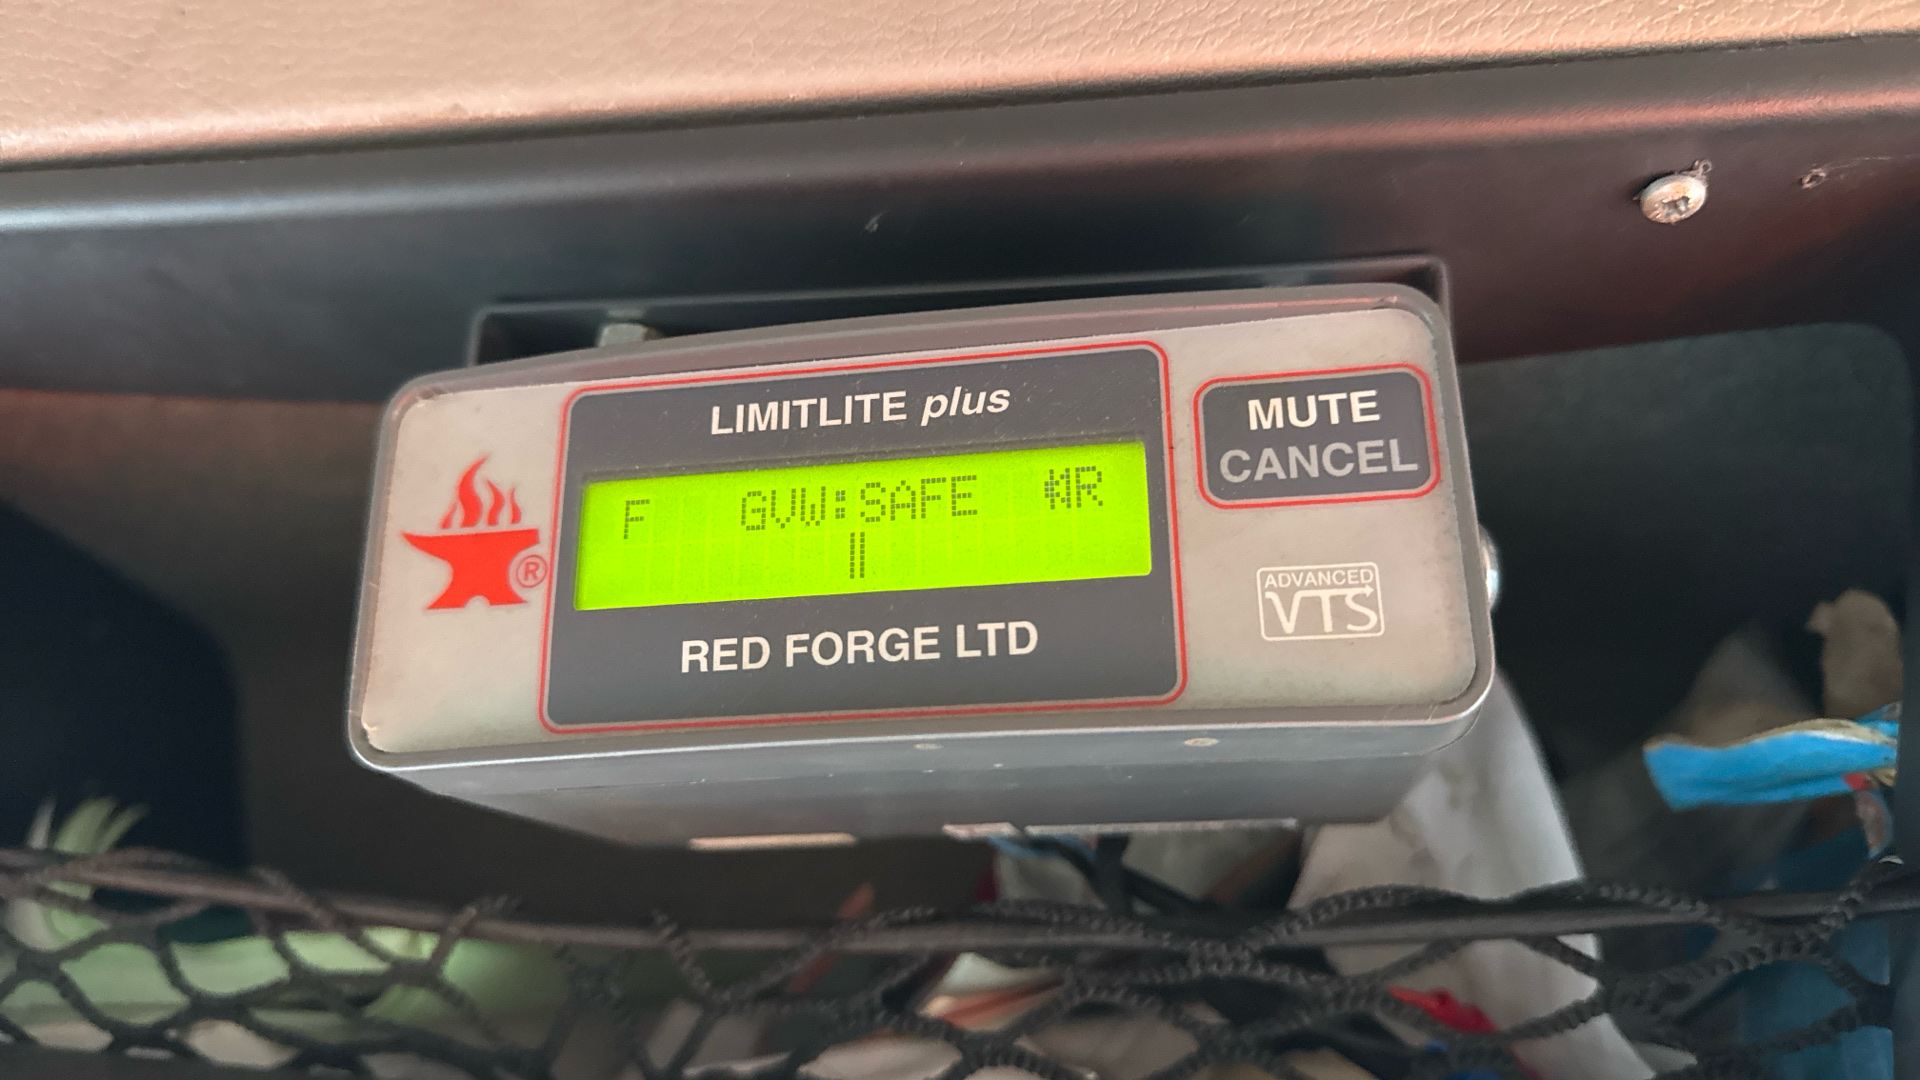 LIMITLITE plus
F GVW:SAFE R
RED FORGE LTD
MUTE
CANCEL
ADVANCED
VTS
®